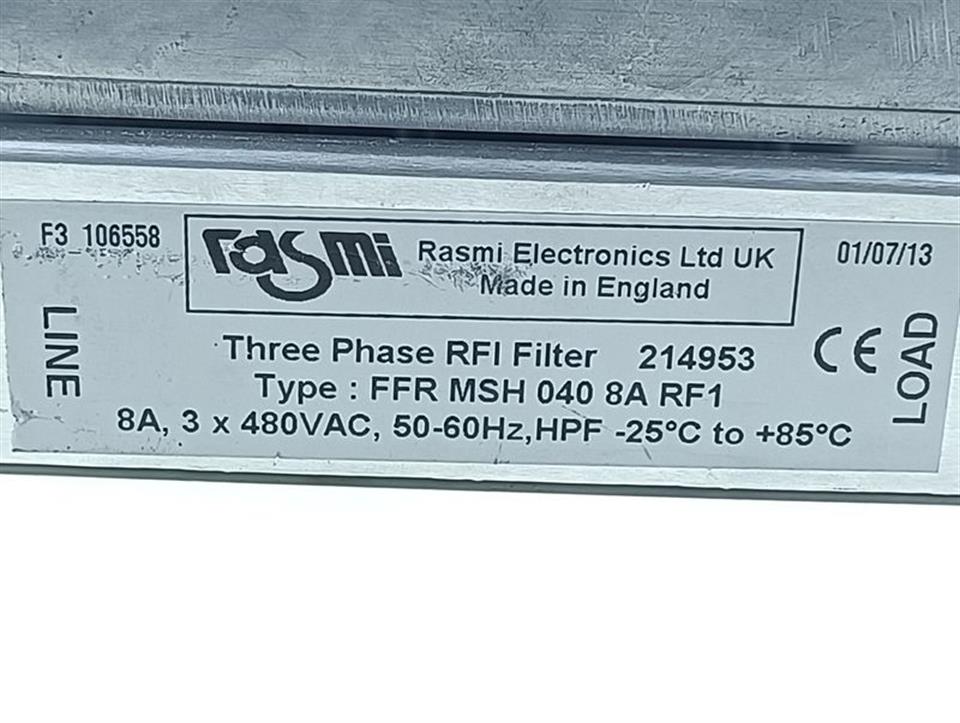 F3 106558
rasmi
Rasmi Electronics Ltd UK
Made in England
01/07/13
LINE
Three Phase RFI Filter 214953
Type : FFR MSH 040 8A RF1
8A, 3 x 480VAC, 50-60Hz,HPF -25°C to +85°C
CE
LOAD